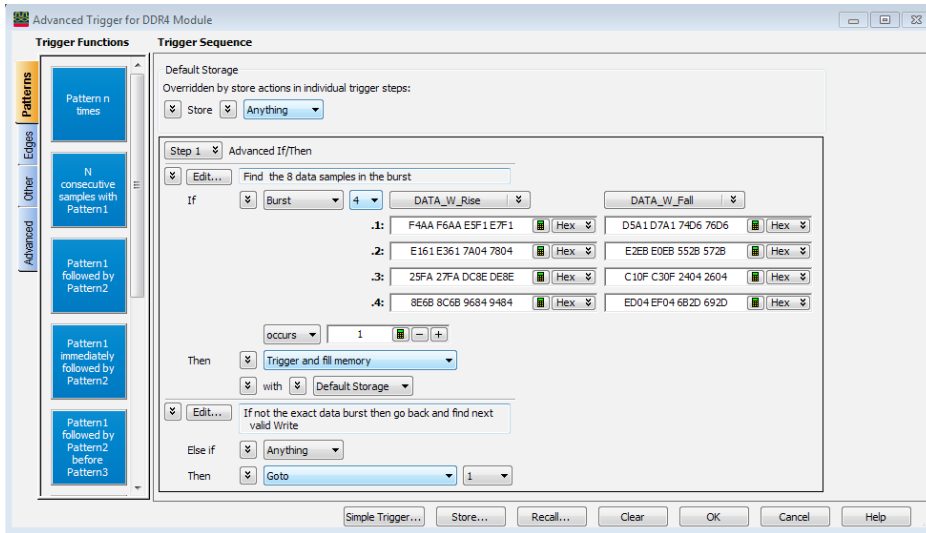 Advanced Trigger for DDR4 Module
Trigger Functions Trigger Sequence
Patterns
Edges
Other
Advanced
Pattern n
times
N
consecutive
samples with
Pattern1
Pattern1
followed by
Pattern2
Pattern1
immediately
followed by
Pattern2
Pattern1
followed by
Pattern2
before
Pattern3
Default Storage
Overridden by store actions in individual trigger steps:
Store Anything
Step 1 Advanced If/Then
Edit... Find the 8 data samples in the burst
If Burst 4 DATA_W_Rise DATA_W_Fall
.1: F4AA F6AA E5F1 E7F1 Hex D5A1 D7A1 74D6 76D6 Hex
.2: E161 E361 7A04 7804 Hex E2EB E0EB 552B 572B Hex
.3: 25FA 27FA DC8E DE8E Hex C10F C30F 2404 2604 Hex
.4: 8E6B 8C6B 9684 9484 Hex ED04 EF04 6B2D 692D Hex
occurs 1 − +
Then Trigger and fill memory
with Default Storage
Edit... If not the exact data burst then go back and find next
valid Write
Else if Anything
Then Goto 1
Simple Trigger... Store... Recall... Clear OK Cancel Help